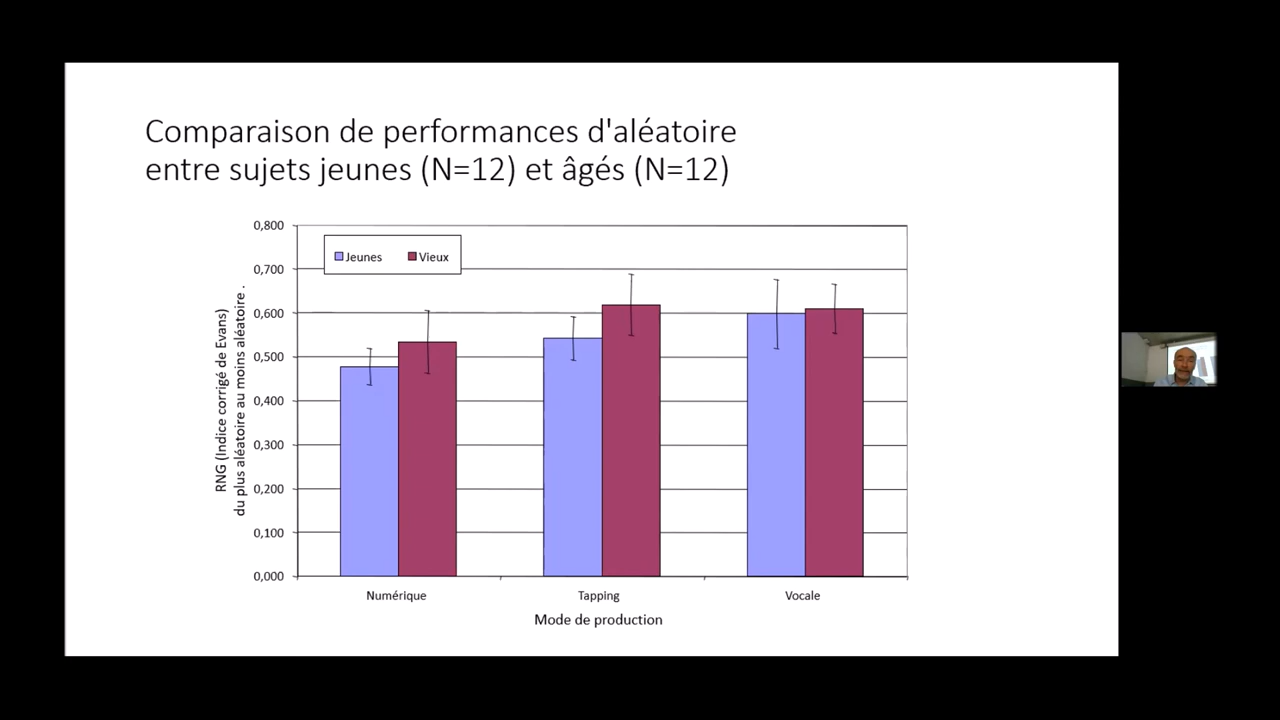 Comparaison de performances d'aléatoire
entre sujets jeunes (N=12) et âgés (N=12)
RNG (Indice corrigé de Evans)
du plus aléatoire au moins aléatoire .
0,800
0,700
0,600
0,500
0,400
0,300
0,200
0,100
0,000
Jeunes Vieux
Numérique Tapping Vocale
Mode de production